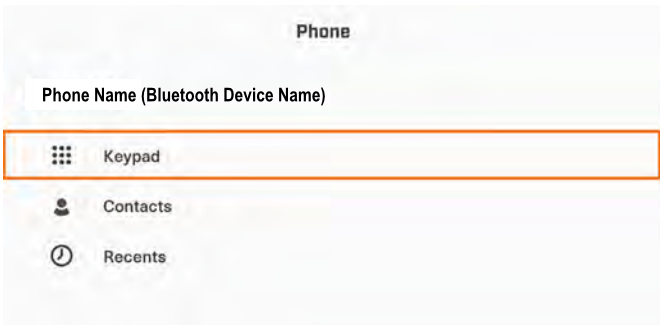 Phone
Phone Name (Bluetooth Device Name)
Keypad
Contacts
Recents